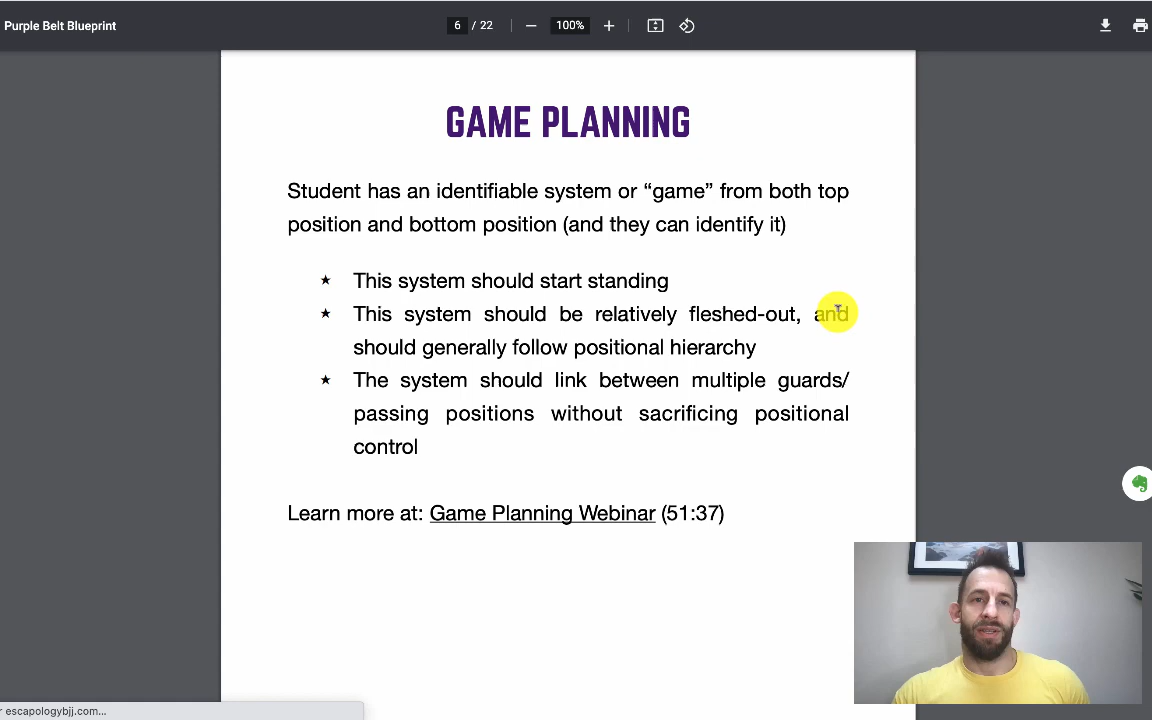 Purple Belt Blueprint
6 / 22
100%
GAME PLANNING
Student has an identifiable system or “game” from both top
position and bottom position (and they can identify it)
★ This system should start standing
★ This system should be relatively fleshed-out, and
should generally follow positional hierarchy
★ The system should link between multiple guards/
passing positions without sacrificing positional
control
Learn more at: Game Planning Webinar (51:37)
r escapologybjj.com...